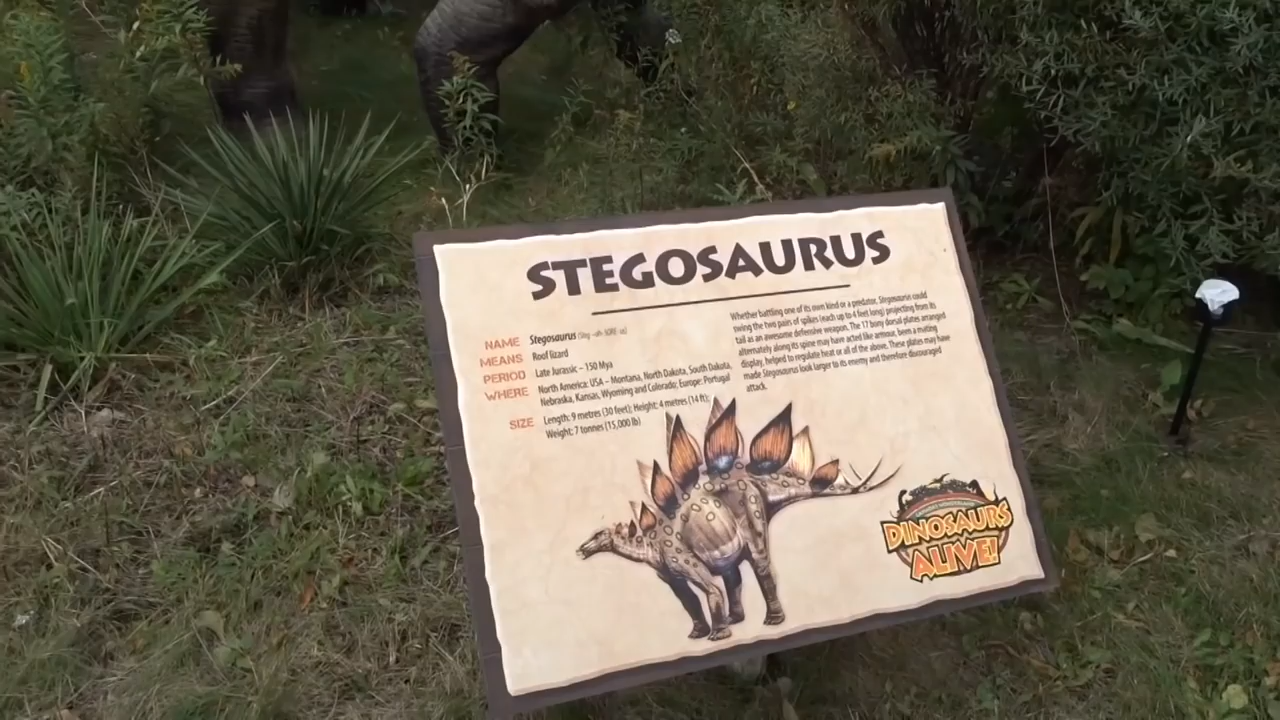 STEGOSAURUS
NAME Stegosaurus
MEANS Roof lizard
PERIOD Late Jurassic – 150 Mya
WHERE North America: USA – Montana, North Dakota, South Dakota,
Nebraska, Kansas, Wyoming and Colorado; Europe: Portugal
SIZE Length: 9 metres (30 feet); Height: 4 metres (14 ft);
Weight: 7 tonnes (15,000 lb)
Whether battling one of its own kind or a predator, Stegosaurus could
swing the two pairs of spikes (each up to 4 feet long) projecting from its
tail as an awesome defensive weapon. The 17 bony dorsal plates arranged
alternately along its spine may have acted like armour, been a mating
display, helped to regulate heat or all of the above. These plates may have
made Stegosaurus look larger to its enemy and therefore discouraged
attack.
DINOSAURS
ALIVE!